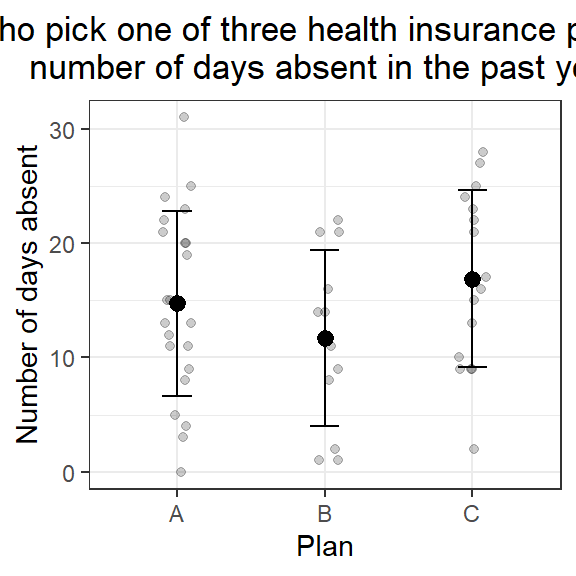 ho pick one of three health insurance p
number of days absent in the past ye
Number of days absent
30
20
10
0
A B C
Plan